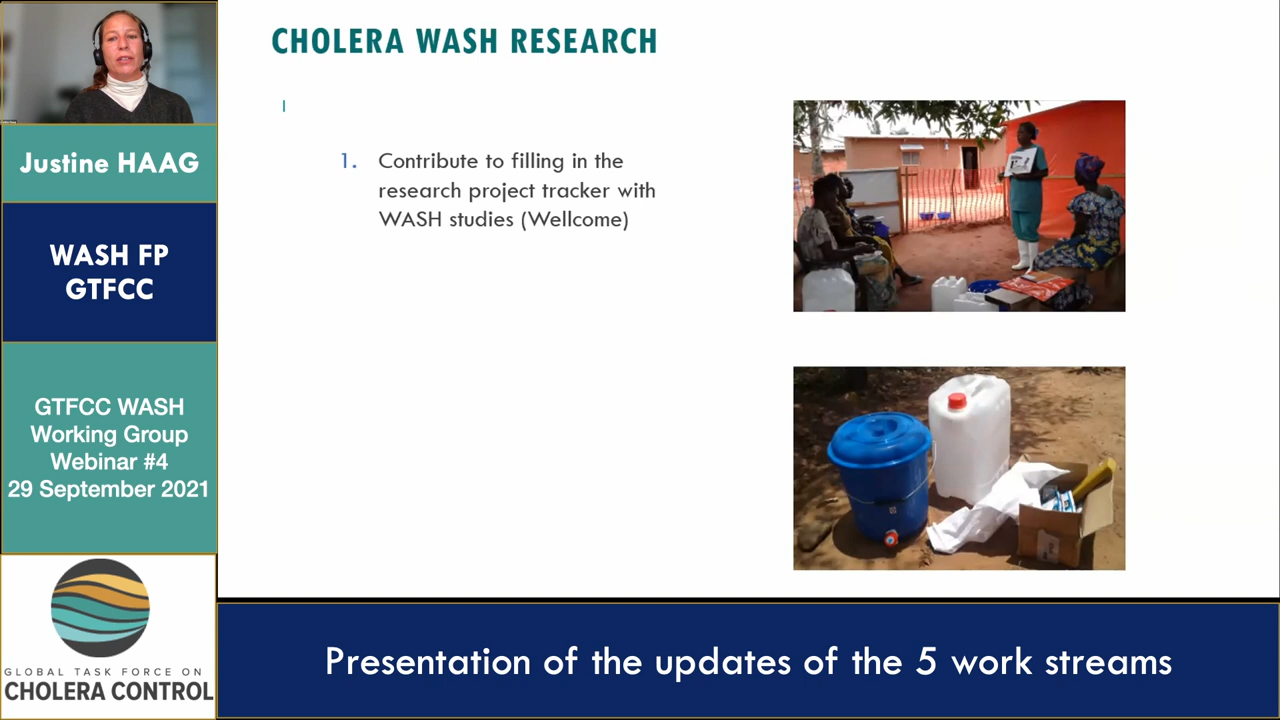 Justine HAAG
WASH FP
GTFCC
GTFCC WASH
Working Group
Webinar #4
29 September 2021
GLOBAL TASK FORCE ON
CHOLERA CONTROL
CHOLERA WASH RESEARCH
1. Contribute to filling in the
research project tracker with
WASH studies (Wellcome)
Presentation of the updates of the 5 work streams